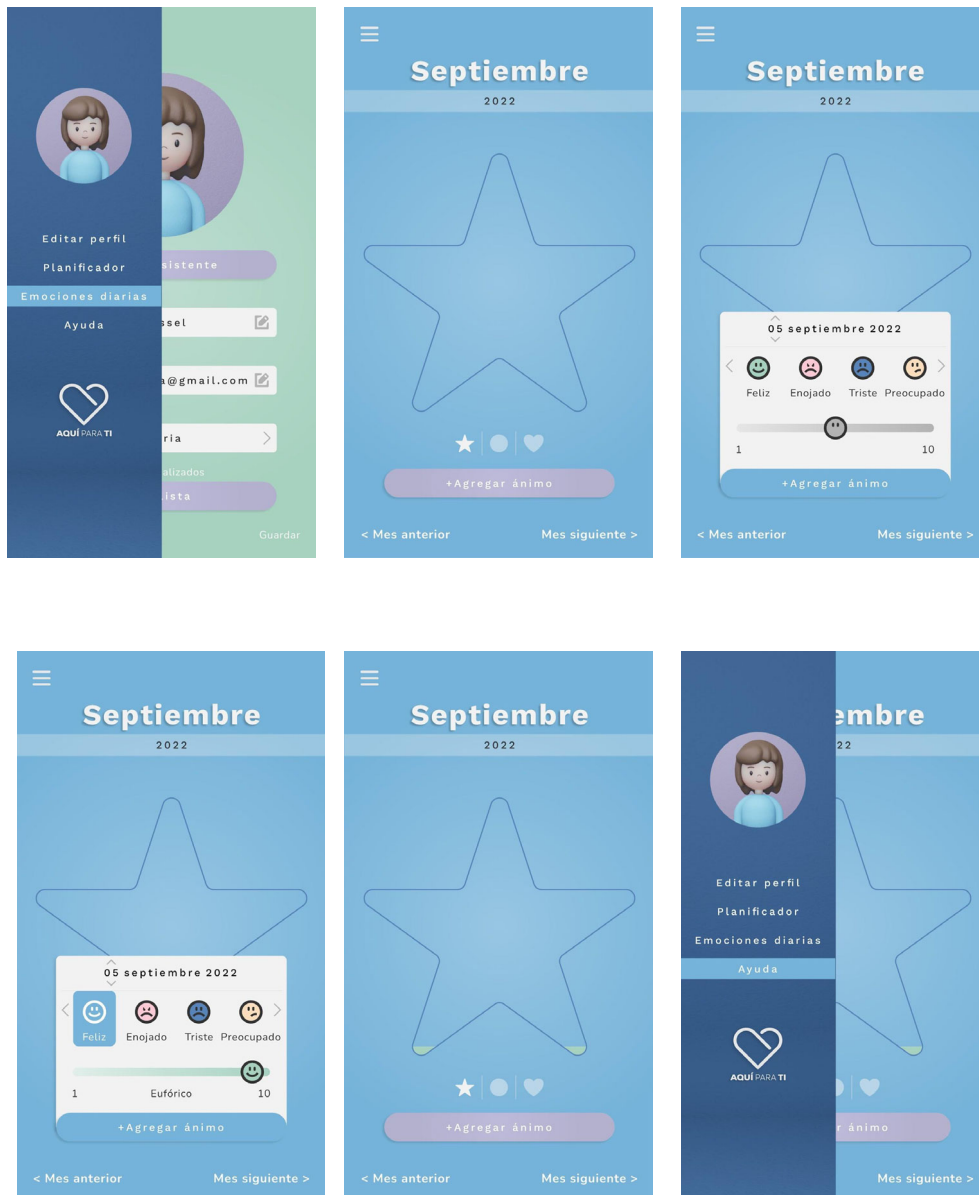 Editar perfil
Planificador
Emociones diarias
Ayuda
AQUÍ PARA TI
sistente
ssel
a@gmail.com
ria
alizados
ista
Guardar
Septiembre
2022
+Agregar ánimo
< Mes anterior
Mes siguiente >
Septiembre
2022
05 septiembre 2022
Feliz Enojado Triste Preocupado
1 10
+Agregar ánimo
< Mes anterior
Mes siguiente >
Septiembre
2022
05 septiembre 2022
Feliz Enojado Triste Preocupado
1 Eufórico 10
+Agregar ánimo
< Mes anterior
Mes siguiente >
Septiembre
2022
+Agregar ánimo
< Mes anterior
Mes siguiente >
Editar perfil
Planificador
Emociones diarias
Ayuda
AQUÍ PARA TI
embre
22
r ánimo
Mes siguiente >